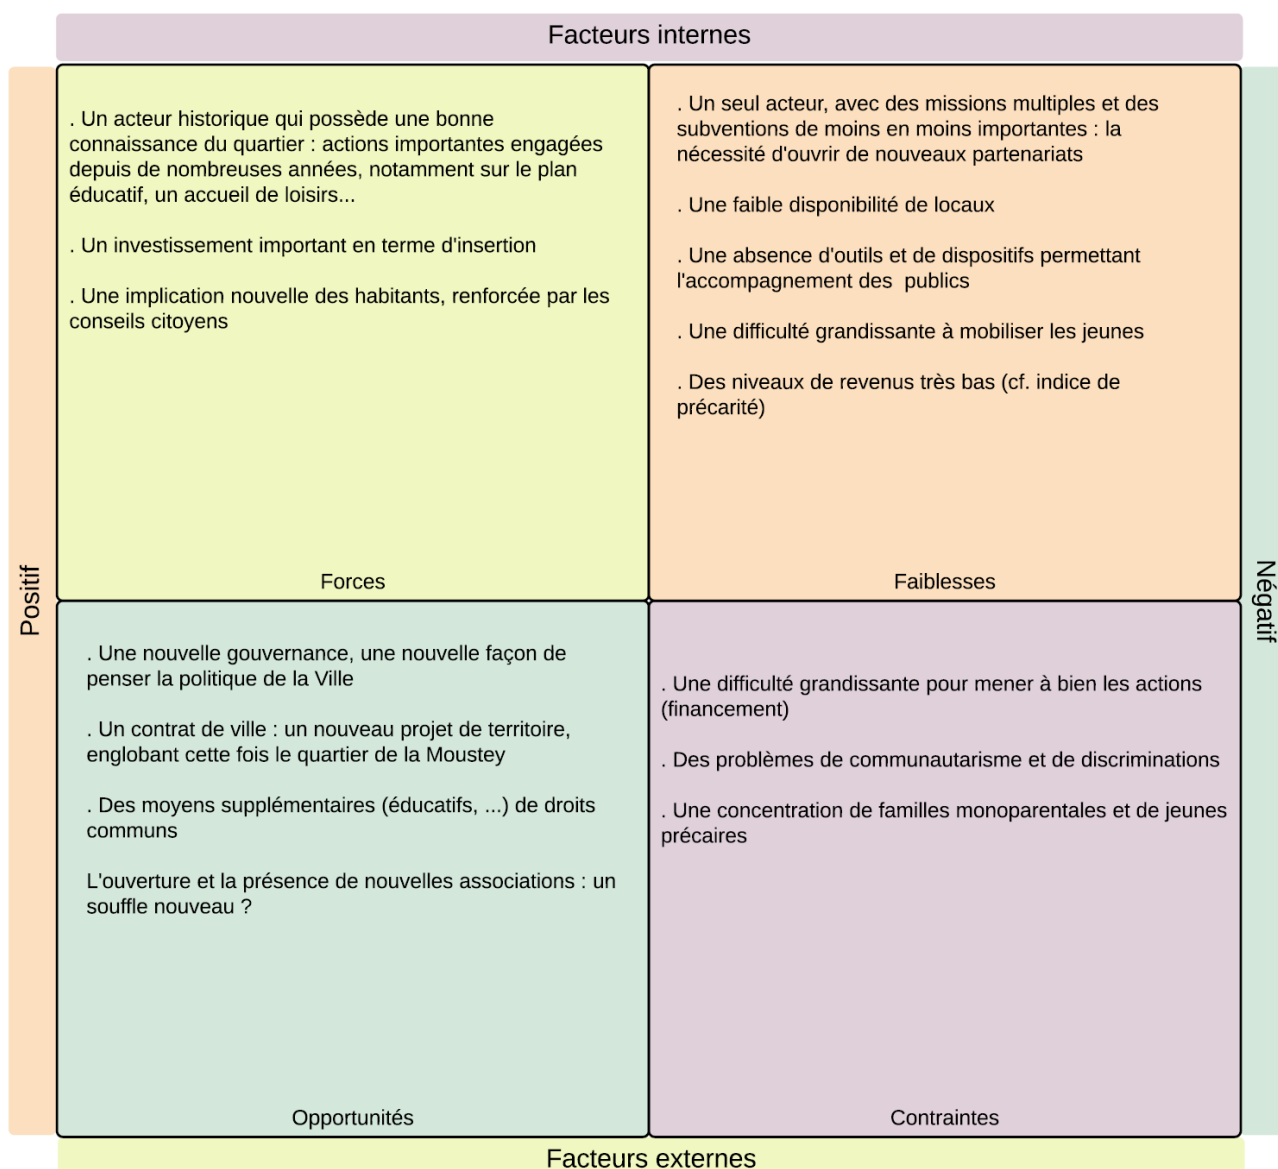 Facteurs internes
. Un acteur historique qui possède une bonne
connaissance du quartier : actions importantes engagées
depuis de nombreuses années, notamment sur le plan
éducatif, un accueil de loisirs...
. Un investissement important en terme d'insertion
. Une implication nouvelle des habitants, renforcée par les
conseils citoyens
Forces
. Un seul acteur, avec des missions multiples et des
subventions de moins en moins importantes : la
nécessité d'ouvrir de nouveaux partenariats
. Une faible disponibilité de locaux
. Une absence d'outils et de dispositifs permettant
l'accompagnement des  publics
. Une difficulté grandissante à mobiliser les jeunes
. Des niveaux de revenus très bas (cf. indice de
précarité)
Faiblesses
Positif
Négatif
. Une nouvelle gouvernance, une nouvelle façon de
penser la politique de la Ville
. Un contrat de ville : un nouveau projet de territoire,
englobant cette fois le quartier de la Moustey
. Des moyens supplémentaires (éducatifs, ...) de droits
communs
L'ouverture et la présence de nouvelles associations : un
souffle nouveau ?
Opportunités
. Une difficulté grandissante pour mener à bien les actions
(financement)
. Des problèmes de communautarisme et de discriminations
. Une concentration de familles monoparentales et de jeunes
précaires
Contraintes
Facteurs externes